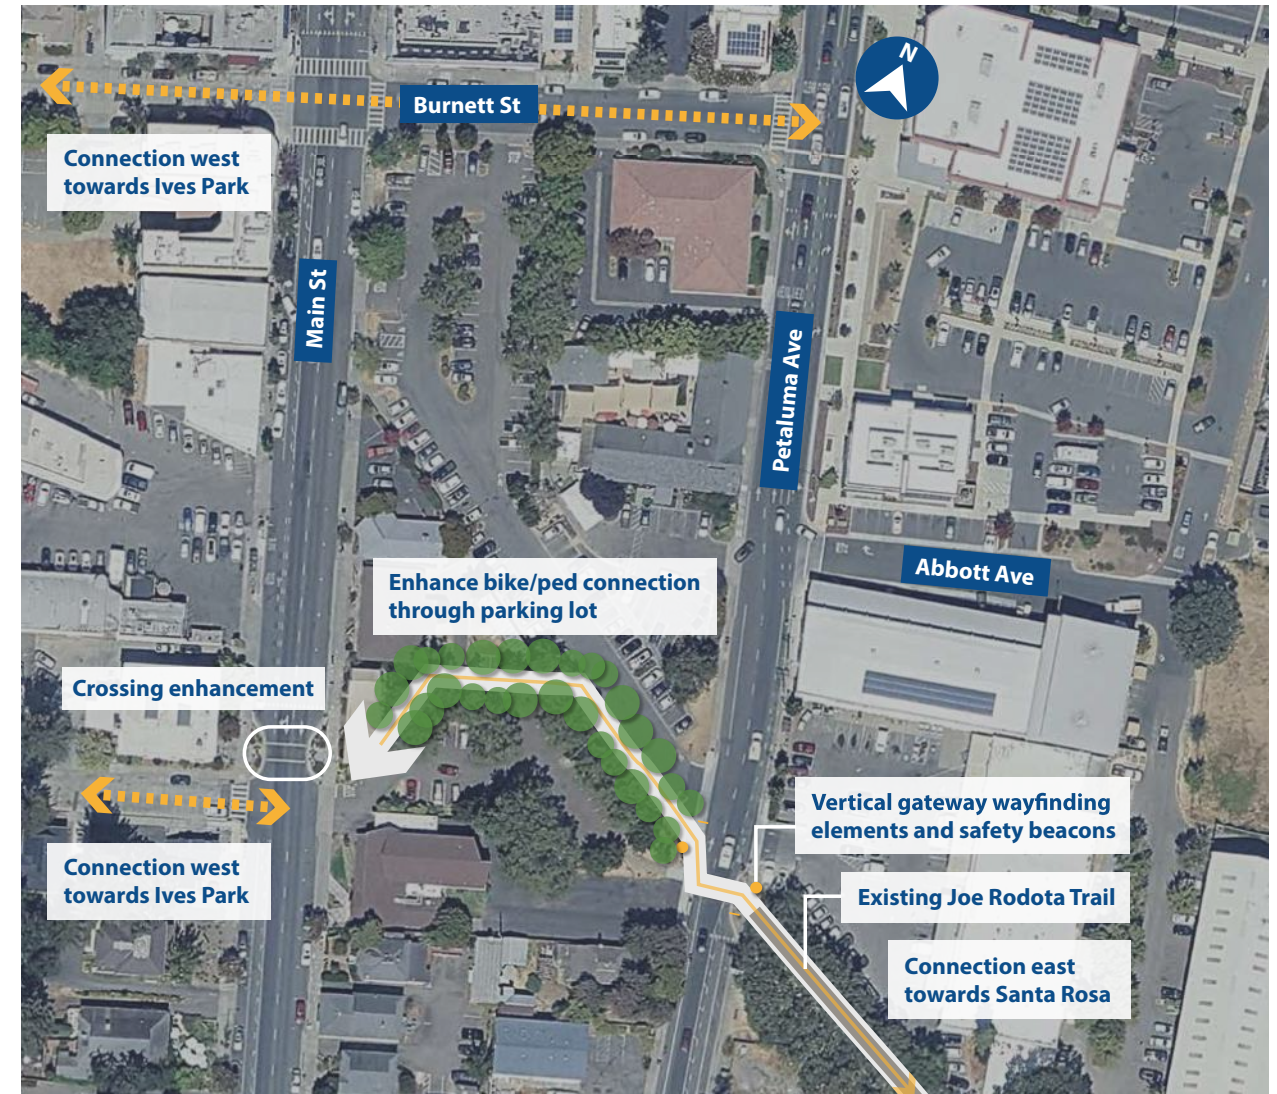 N
Burnett St
Connection west
towards Ives Park
Main St
Petaluma Ave
Abbott Ave
Enhance bike/ped connection
through parking lot
Crossing enhancement
Vertical gateway wayfinding
elements and safety beacons
Connection west
towards Ives Park
Existing Joe Rodota Trail
Connection east
towards Santa Rosa